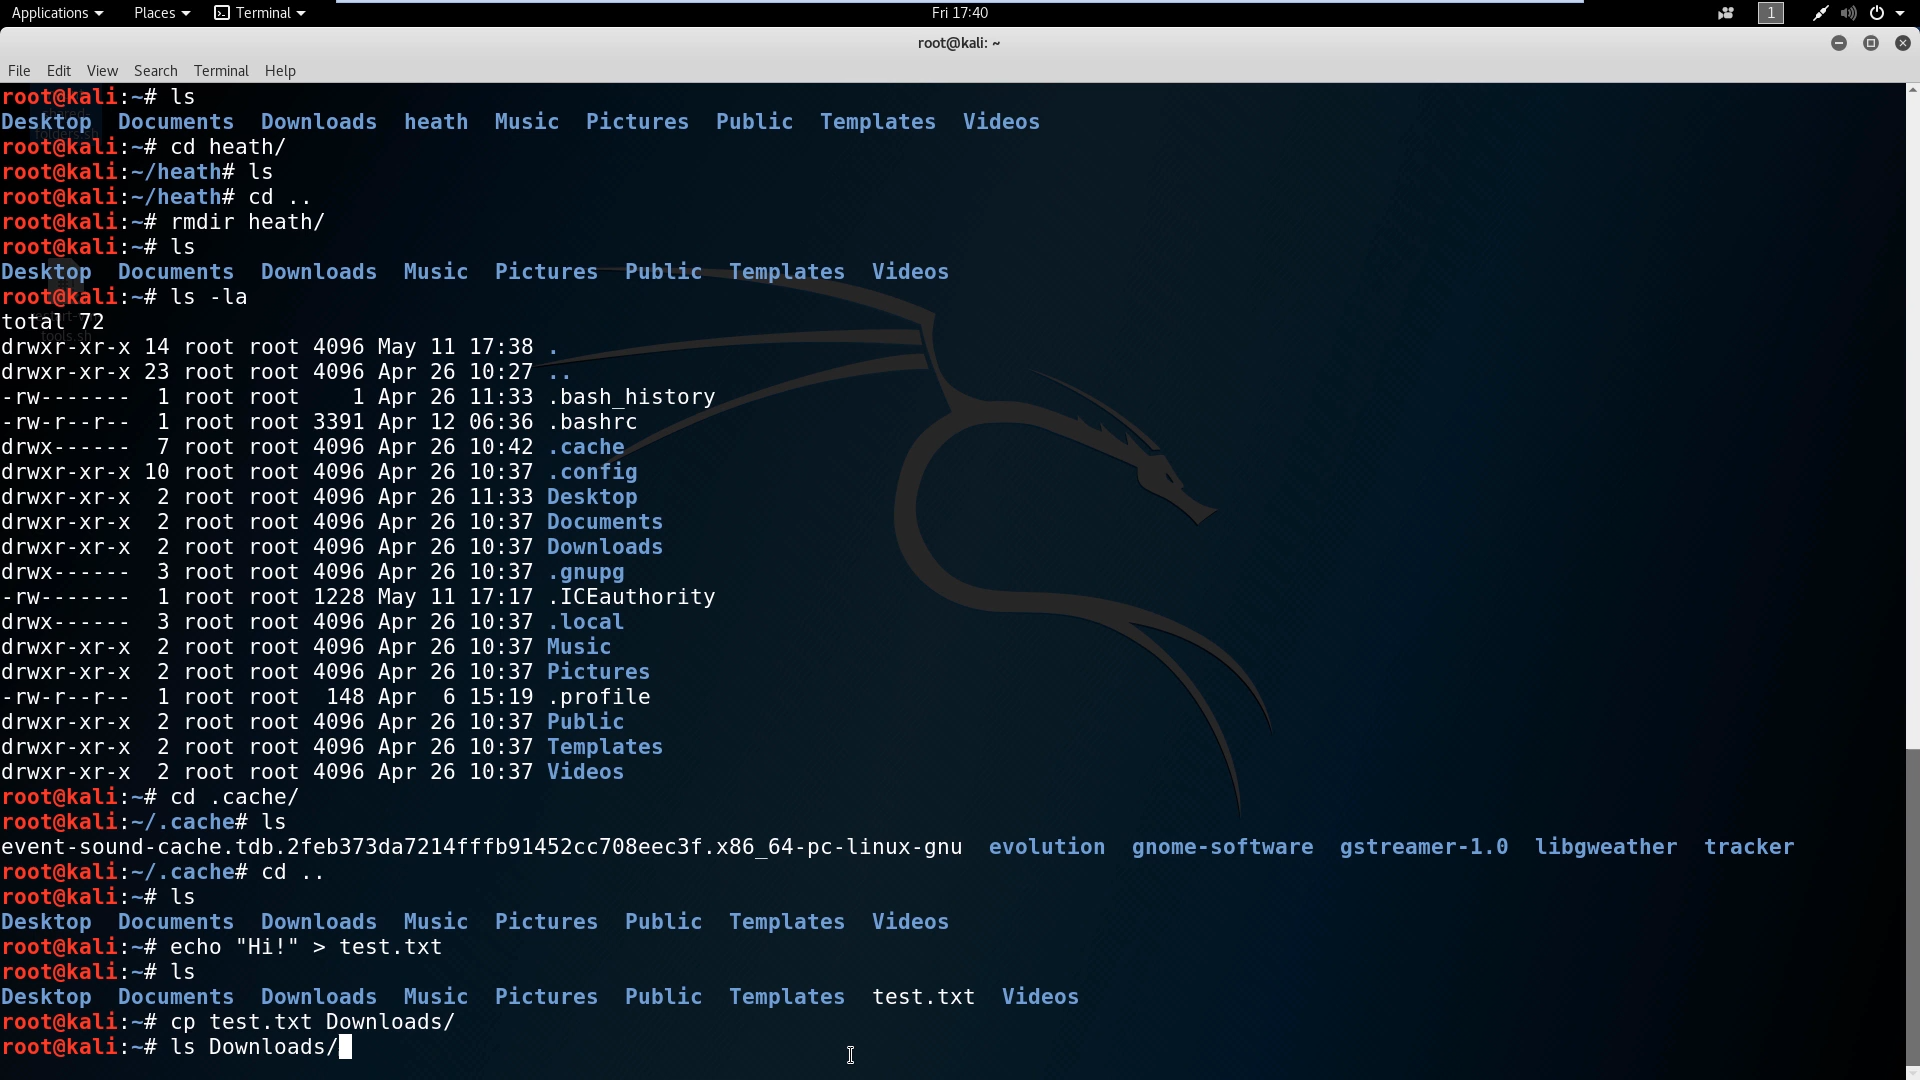 Applications Places Terminal Fri 17:40 1
root@kali: ~
File Edit View Search Terminal Help
root@kali:~# ls
Desktop Documents Downloads heath Music Pictures Public Templates Videos
root@kali:~# cd heath/
root@kali:~/heath# ls
root@kali:~/heath# cd ..
root@kali:~# rmdir heath/
root@kali:~# ls
Desktop Documents Downloads Music Pictures Public Templates Videos
root@kali:~# ls -la
total 72
drwxr-xr-x 14 root root 4096 May 11 17:38 .
drwxr-xr-x 23 root root 4096 Apr 26 10:27 ..
-rw------- 1 root root 1 Apr 26 11:33 .bash_history
-rw-r--r-- 1 root root 3391 Apr 12 06:36 .bashrc
drwx------ 7 root root 4096 Apr 26 10:42 .cache
drwxr-xr-x 10 root root 4096 Apr 26 10:37 .config
drwxr-xr-x 2 root root 4096 Apr 26 11:33 Desktop
drwxr-xr-x 2 root root 4096 Apr 26 10:37 Documents
drwxr-xr-x 2 root root 4096 Apr 26 10:37 Downloads
drwx------ 3 root root 4096 Apr 26 10:37 .gnupg
-rw------- 1 root root 1228 May 11 17:17 .ICEauthority
drwx------ 3 root root 4096 Apr 26 10:37 .local
drwxr-xr-x 2 root root 4096 Apr 26 10:37 Music
drwxr-xr-x 2 root root 4096 Apr 26 10:37 Pictures
-rw-r--r-- 1 root root 148 Apr 6 15:19 .profile
drwxr-xr-x 2 root root 4096 Apr 26 10:37 Public
drwxr-xr-x 2 root root 4096 Apr 26 10:37 Templates
drwxr-xr-x 2 root root 4096 Apr 26 10:37 Videos
root@kali:~# cd .cache/
root@kali:~/.cache# ls
event-sound-cache.tdb.2feb373da7214fffb91452cc708eec3f.x86_64-pc-linux-gnu evolution gnome-software gstreamer-1.0 libgweather tracker
root@kali:~/.cache# cd ..
root@kali:~# ls
Desktop Documents Downloads Music Pictures Public Templates Videos
root@kali:~# echo "Hi!" > test.txt
root@kali:~# ls
Desktop Documents Downloads Music Pictures Public Templates test.txt Videos
root@kali:~# cp test.txt Downloads/
root@kali:~# ls Downloads/